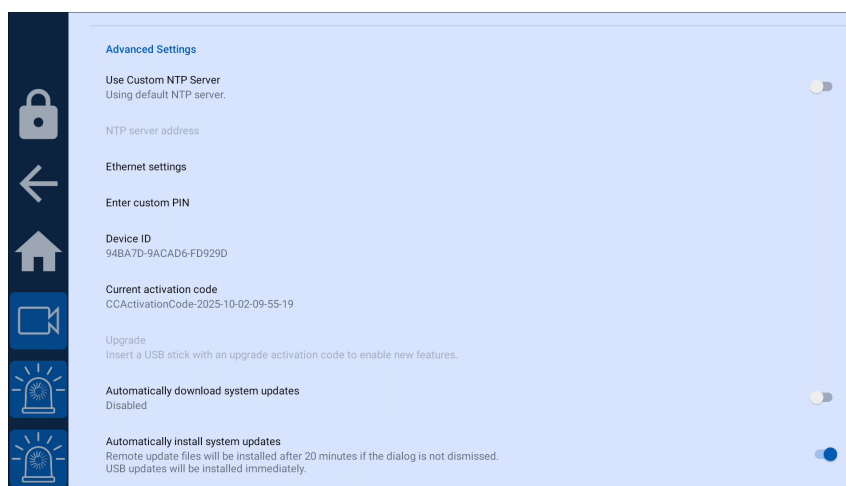 Advanced Settings
Use Custom NTP Server
Using default NTP server.
NTP server address
Ethernet settings
Enter custom PIN
Device ID
94BA7D-9ACAD6-FD929D
Current activation code
CCActivationCode-2025-10-02-09-55-19
Upgrade
Insert a USB stick with an upgrade activation code to enable new features.
Automatically download system updates
Disabled
Automatically install system updates
Remote update files will be installed after 20 minutes if the dialog is not dismissed.
USB updates will be installed immediately.